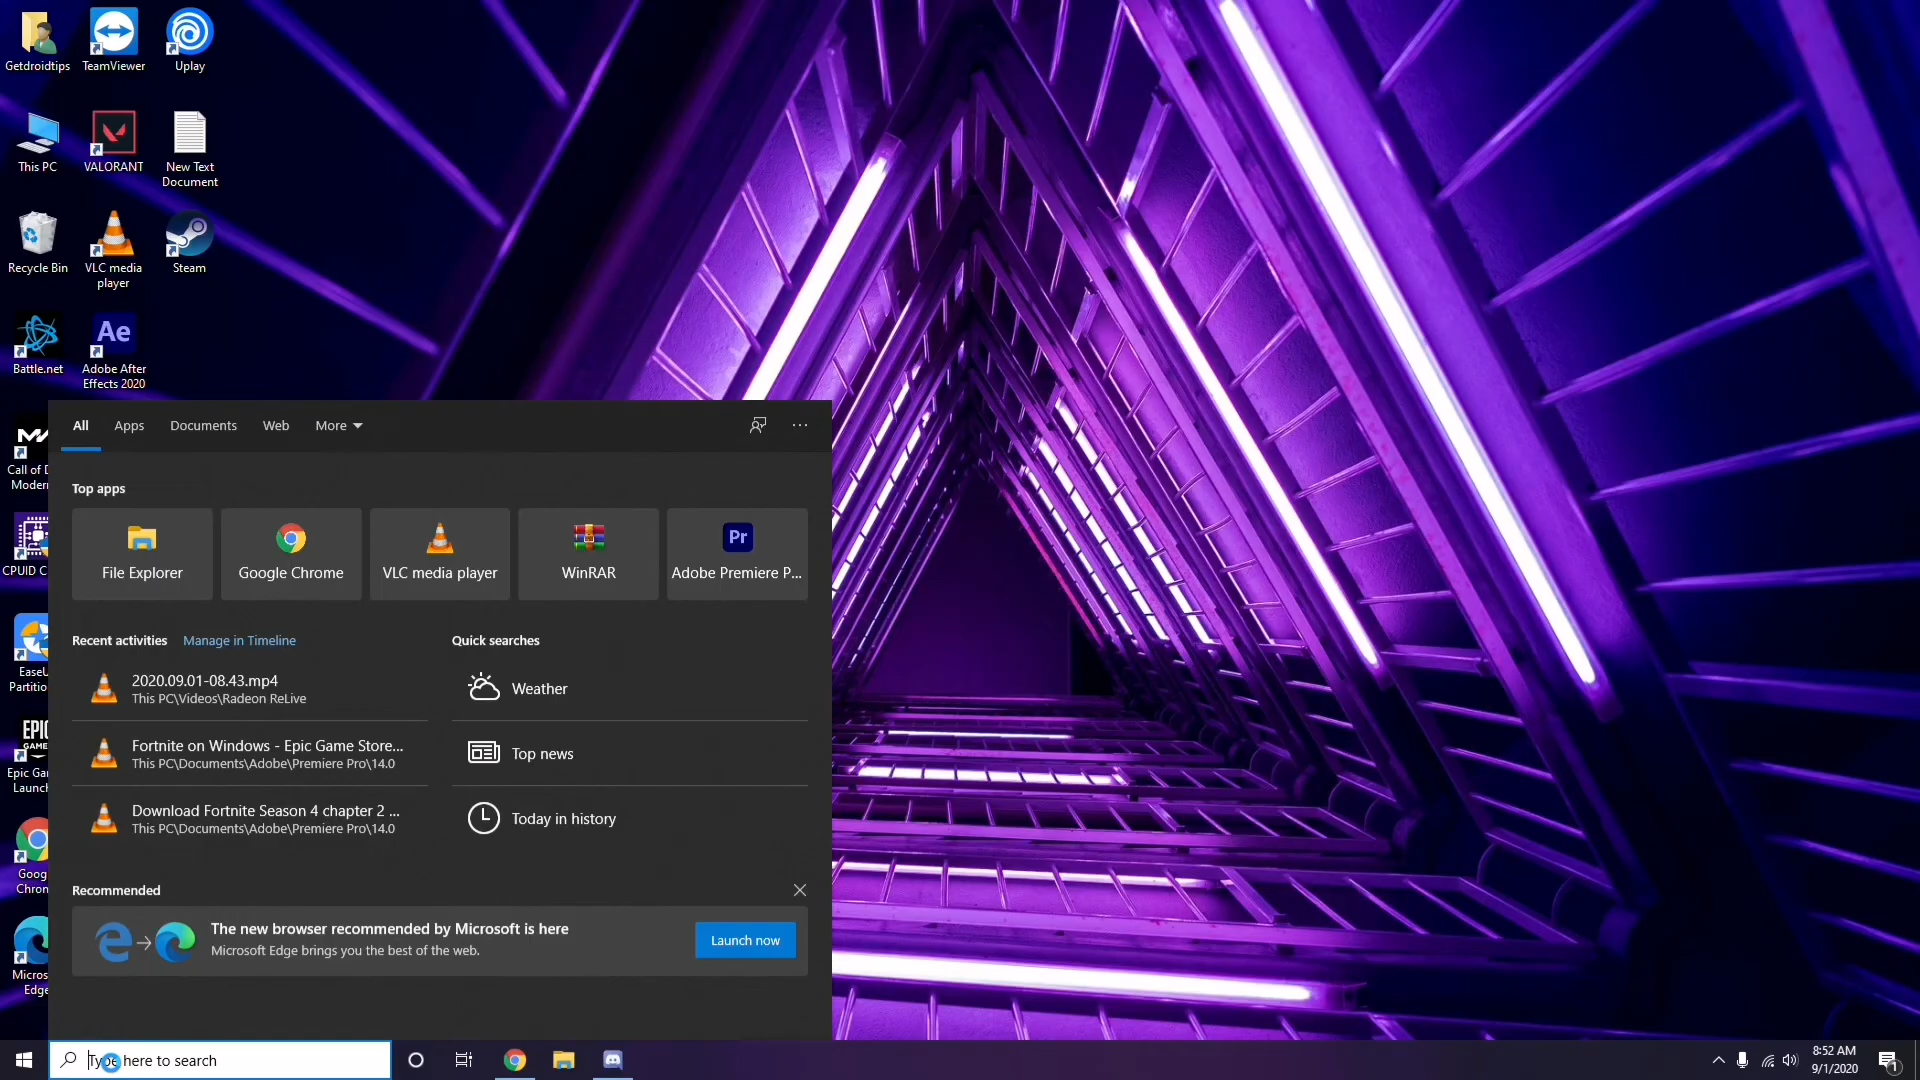 Getdroidtips
TeamViewer
Uplay
This PC
VALORANT
New Text
Document
Recycle Bin
VLC media
player
Steam
Battle.net
Ae
Adobe After
Effects 2020
Call of D
Moder
CPUID C
EaseU
Partition
EPIC
GAME
Epic Ga
Launch
Goog
Chron
Micros
Edge
All
Apps
Documents
Web
More
Top apps
File Explorer
Google Chrome
VLC media player
WinRAR
Pr
Adobe Premiere P...
Recent activities
Manage in Timeline
2020.09.01-08.43.mp4
This PC\Videos\Radeon ReLive
Fortnite on Windows - Epic Game Store...
This PC\Documents\Adobe\Premiere Pro\14.0
Download Fortnite Season 4 chapter 2 ...
This PC\Documents\Adobe\Premiere Pro\14.0
Quick searches
Weather
Top news
Today in history
Recommended
The new browser recommended by Microsoft is here
Microsoft Edge brings you the best of the web.
Launch now
Type here to search
8:52 AM
9/1/2020
1